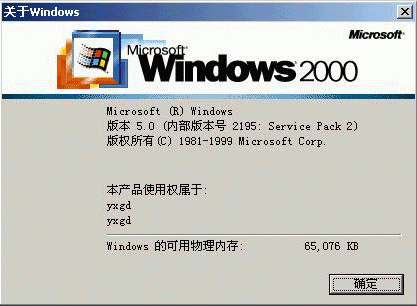 关于Windows
Microsoft
Microsoft
Windows 2000
Microsoft (R) Windows
版本 5.0 (内部版本号 2195: Service Pack 2)
版权所有(C) 1981-1999 Microsoft Corp.
本产品使用权属于:
yxgd
yxgd
Windows 的可用物理内存: 65,076 KB
确定